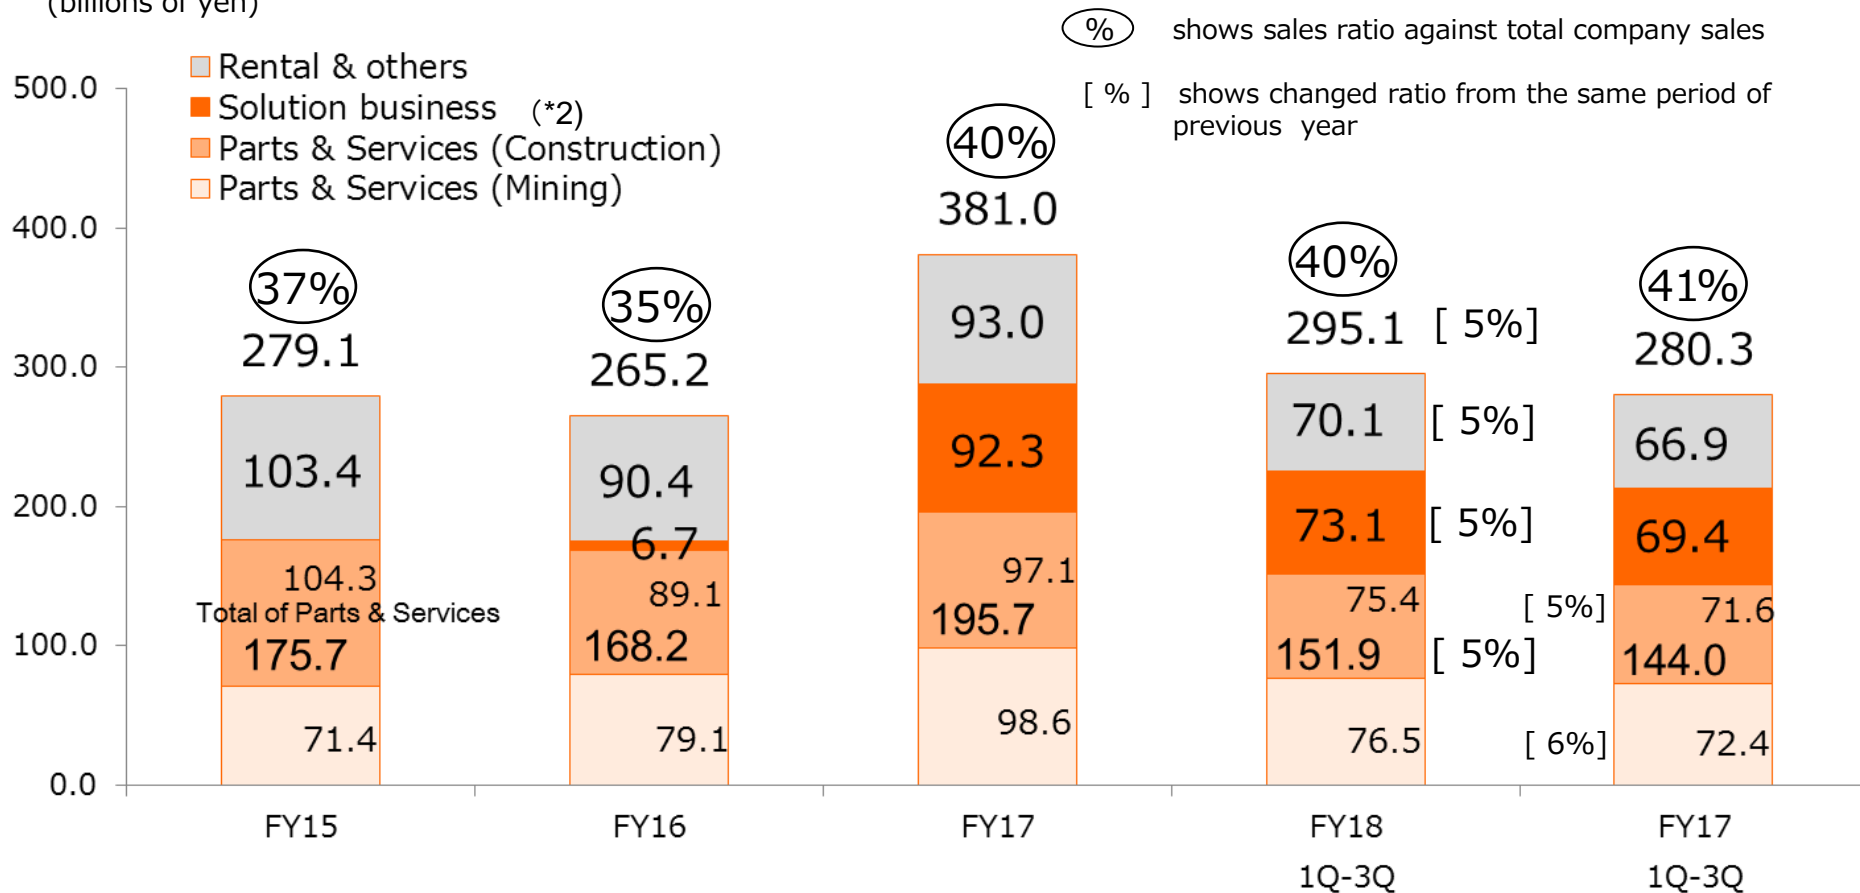 (billions of yen)
% shows sales ratio against total company sales
[ % ] shows changed ratio from the same period of
previous year
Rental & others
Solution business (*2)
Parts & Services (Construction)
Parts & Services (Mining)
500.0
400.0
300.0
200.0
100.0
0.0
37%
279.1
103.4
104.3
Total of Parts & Services
175.7
71.4
35%
265.2
90.4
6.7
89.1
168.2
79.1
40%
381.0
93.0
92.3
97.1
195.7
98.6
40%
295.1 [ 5%]
70.1 [ 5%]
73.1 [ 5%]
75.4 [ 5%]
151.9 [ 5%]
76.5 [ 6%]
41%
280.3
66.9
69.4
71.6
144.0
72.4
FY15
FY16
FY17
FY18
1Q-3Q
FY17
1Q-3Q